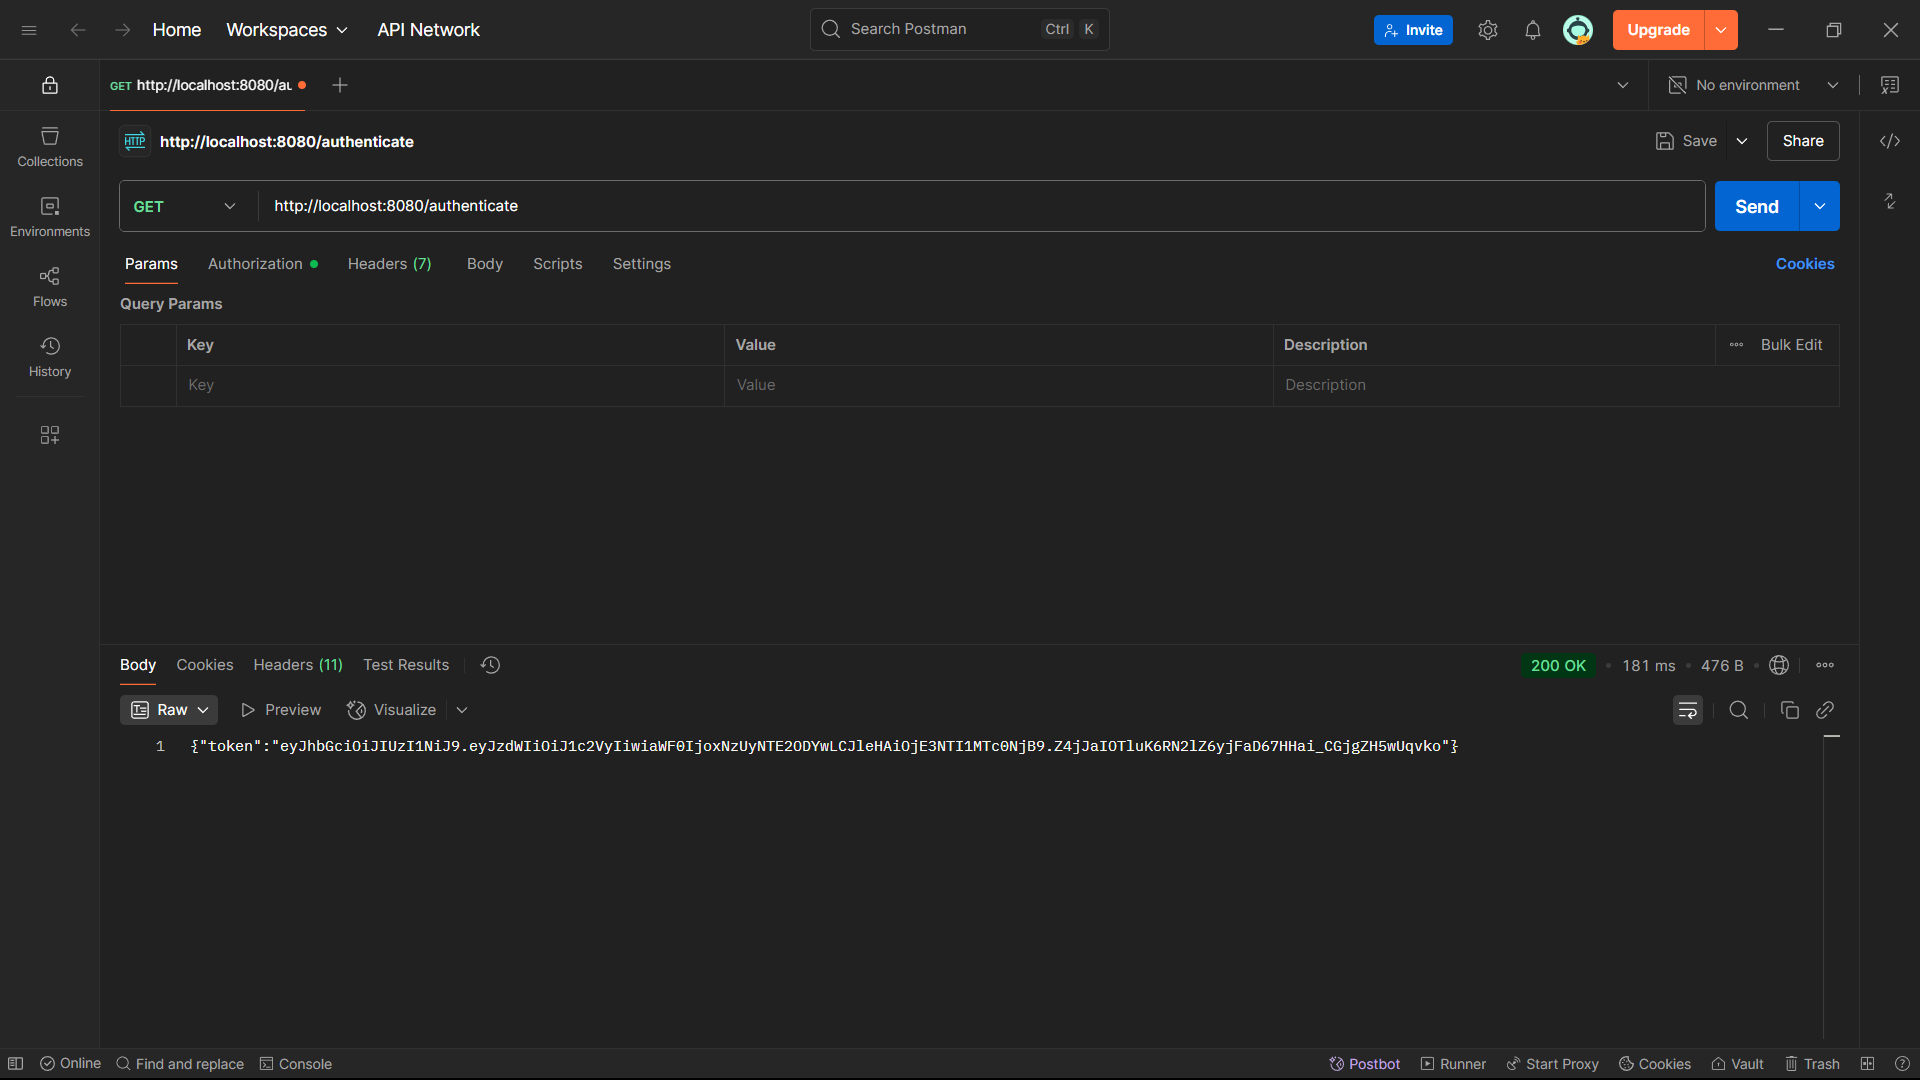 Home Workspaces API Network Search Postman Ctrl K Invite Upgrade
GET http://localhost:8080/au No environment
HTTP http://localhost:8080/authenticate Save Share
Collections
GET http://localhost:8080/authenticate Send
Environments
Params Authorization Headers (7) Body Scripts Settings Cookies
Flows
Query Params
Key Value Description Bulk Edit
History
Key Value Description
Body Cookies Headers (11) Test Results 200 OK 181 ms 476 B
Raw Preview Visualize
1 {"token":"eyJhbGciOiJIUzI1NiJ9.eyJzdWIiOiJ1c2VyIiwiaWF0IjoxNzUyNTE2ODYwLCJleHAiOjE3NTI1MTc0NjB9.Z4jJaIOTluK6RN2lZ6yjFaD67HHai_CGjgZH5wUqvko"}
Online Find and replace Console Postbot Runner Start Proxy Cookies Vault Trash